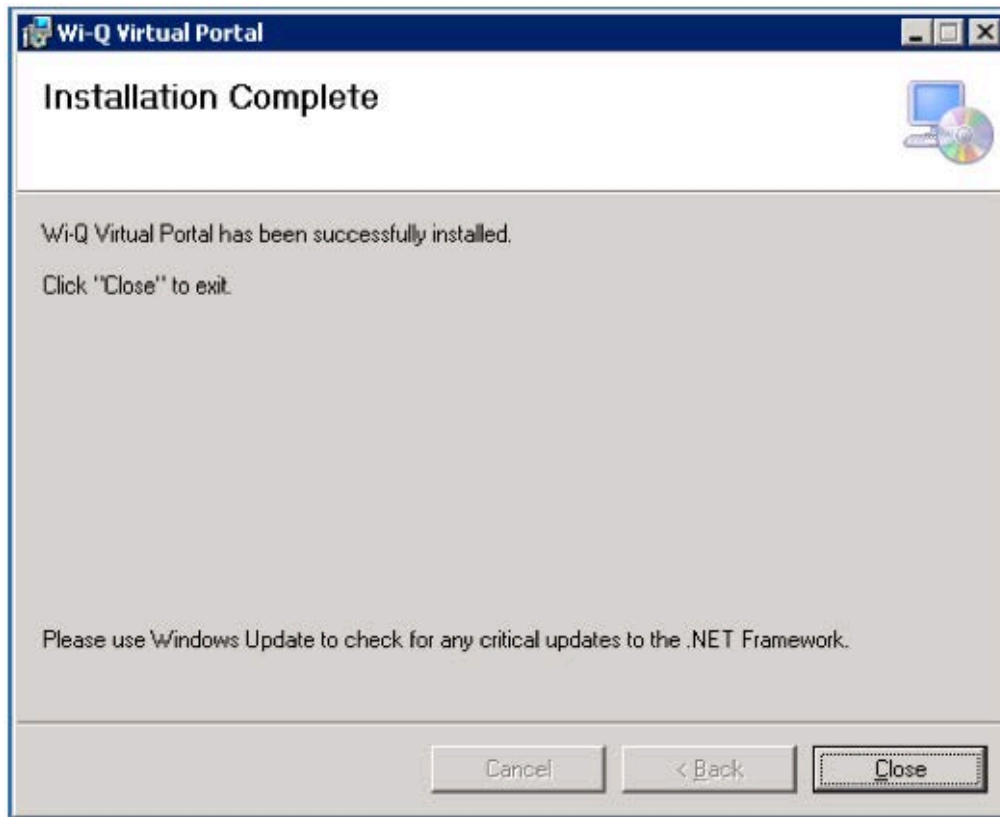 Wi-Q Virtual Portal
Installation Complete
Wi-Q Virtual Portal has been successfully installed.
Click "Close" to exit.
Please use Windows Update to check for any critical updates to the .NET Framework.
Cancel
< Back
Close